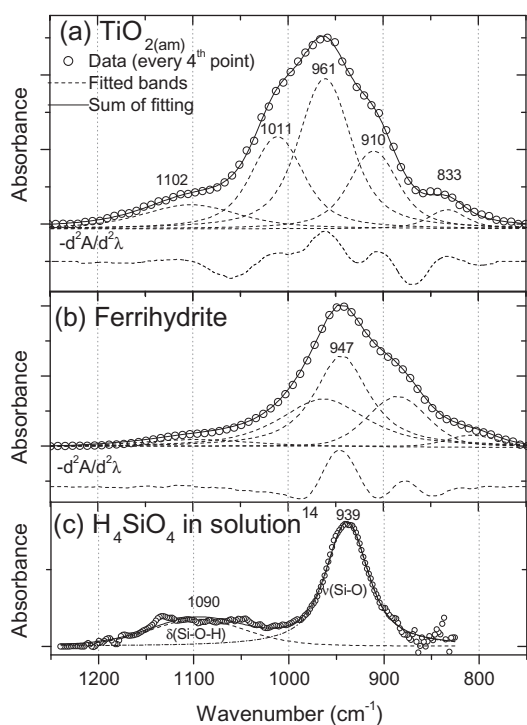 (a) TiO2(am)
Data (every 4th point)
Fitted bands
Sum of fitting
961
1011
910
1102
833
-d²A/d²λ
Absorbance
(b) Ferrihydrite
947
-d²A/d²λ
Absorbance
(c) H4SiO4 in solution 14
939
ν(Si-O)
1090
δ(Si-O-H)
Absorbance
1200 1100 1000 900 800
Wavenumber (cm-1)